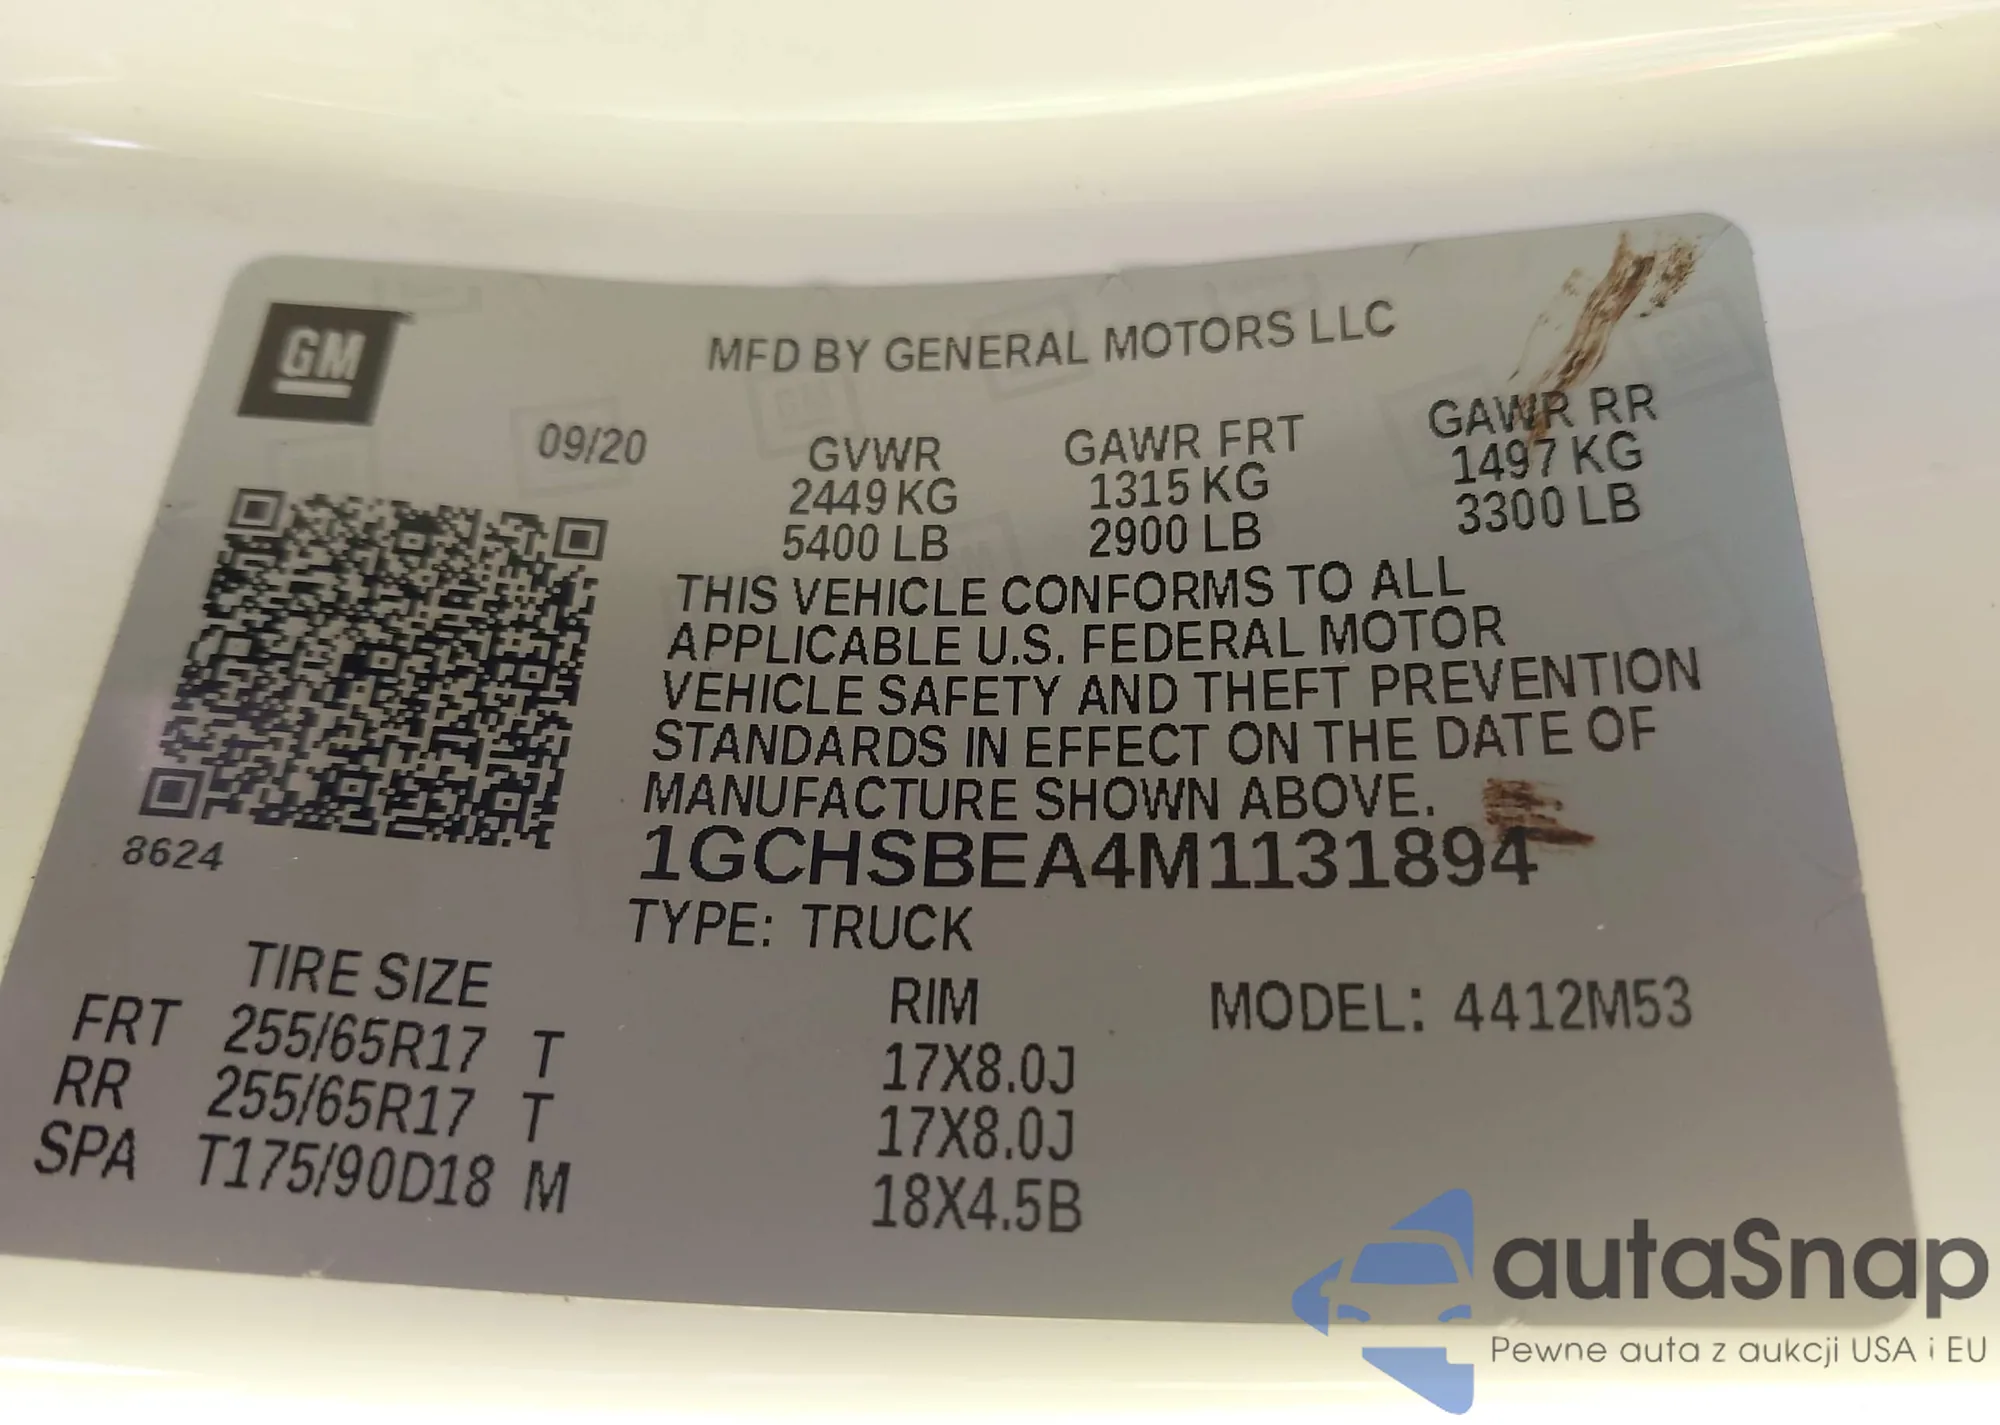 GM
MFD BY GENERAL MOTORS LLC
09/20
GVWR GAWR FRT GAWR RR
2449 KG 1315 KG 1497 KG
5400 LB 2900 LB 3300 LB
THIS VEHICLE CONFORMS TO ALL
APPLICABLE U.S. FEDERAL MOTOR
VEHICLE SAFETY AND THEFT PREVENTION
STANDARDS IN EFFECT ON THE DATE OF
MANUFACTURE SHOWN ABOVE.
8624
1GCHSBEA4M1131894
TYPE: TRUCK
TIRE SIZE RIM MODEL: 4412M53
FRT 255/65R17 T 17X8.0J
RR 255/65R17 T 17X8.0J
SPA T175/90D18 M 18X4.5B
autaSnap
Pewne auta z aukcji USA i EU